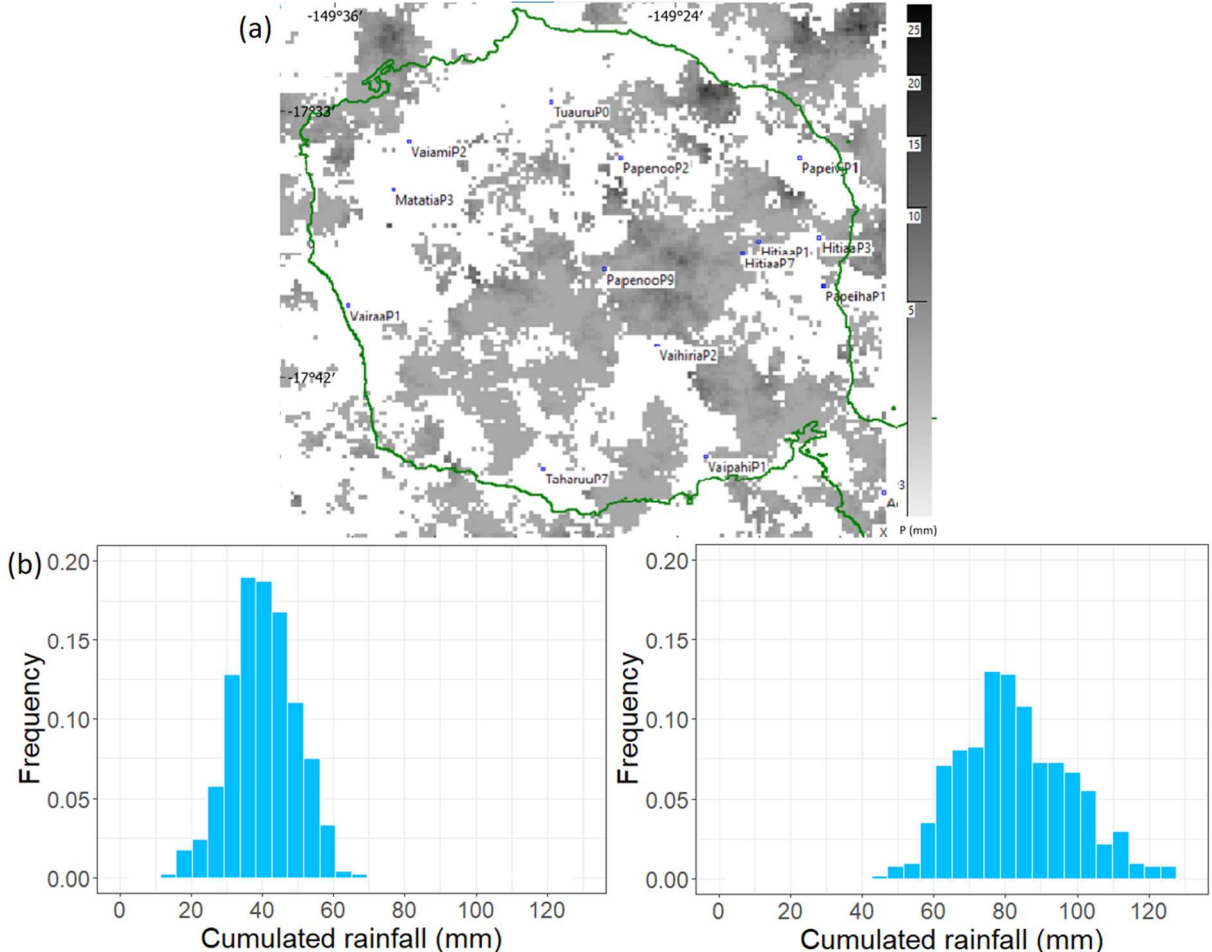 (a)
-149°36′
-149°24′
25
20
15
10
5
-17°33′
TuauruP0
VaiamiP2
PapenooP2
MatatiaP3
HitiaaP1
HitiaaP3
HitiaaP7
PapenooP9
PapeihaP1
VairaaP1
VaihiriaP2
-17°42′
VaipahiP1
3
X
P (mm)
(b)
0.20
0.15
0.10
0.05
0.00
Frequency
0
20
40
60
80
100
120
Cumulated rainfall (mm)
0.20
0.15
0.10
0.05
0.00
Frequency
0
20
40
60
80
100
120
Cumulated rainfall (mm)